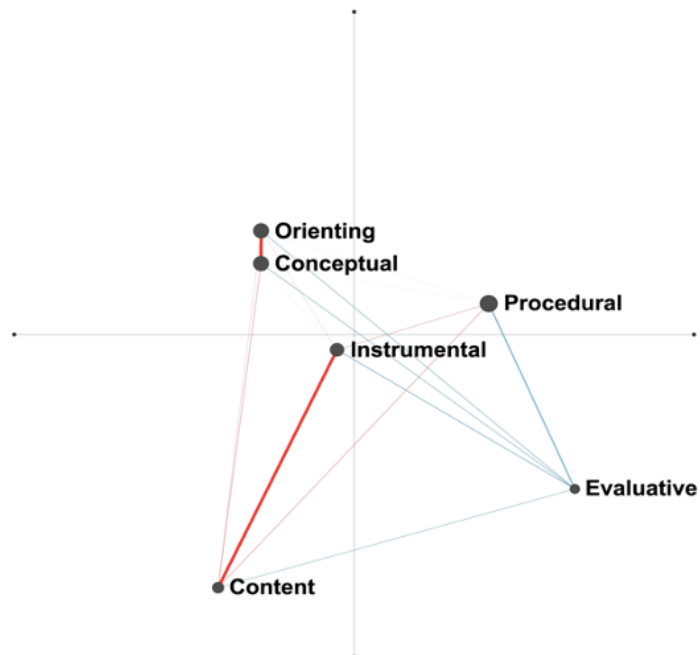 Orienting
Conceptual
Procedural
Instrumental
Evaluative
Content